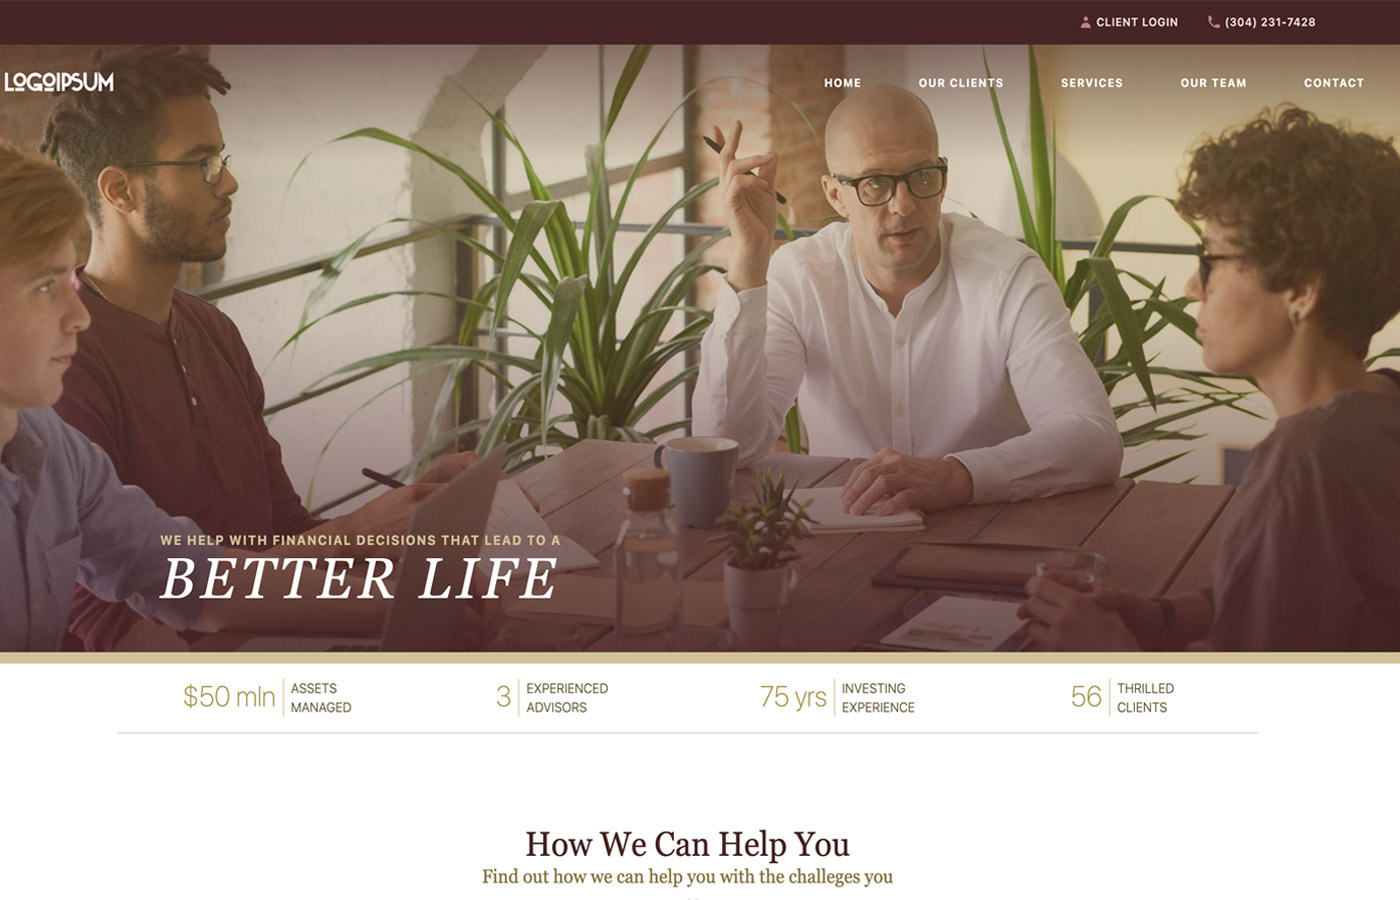 CLIENT LOGIN
(304) 231-7428
LOGOIPSUM
HOME
OUR CLIENTS
SERVICES
OUR TEAM
CONTACT
WE HELP WITH FINANCIAL DECISIONS THAT LEAD TO A
BETTER LIFE
$50 mln
ASSETS
MANAGED
3
EXPERIENCED
ADVISORS
75 yrs
INVESTING
EXPERIENCE
56
THRILLED
CLIENTS
How We Can Help You
Find out how we can help you with the challeges you